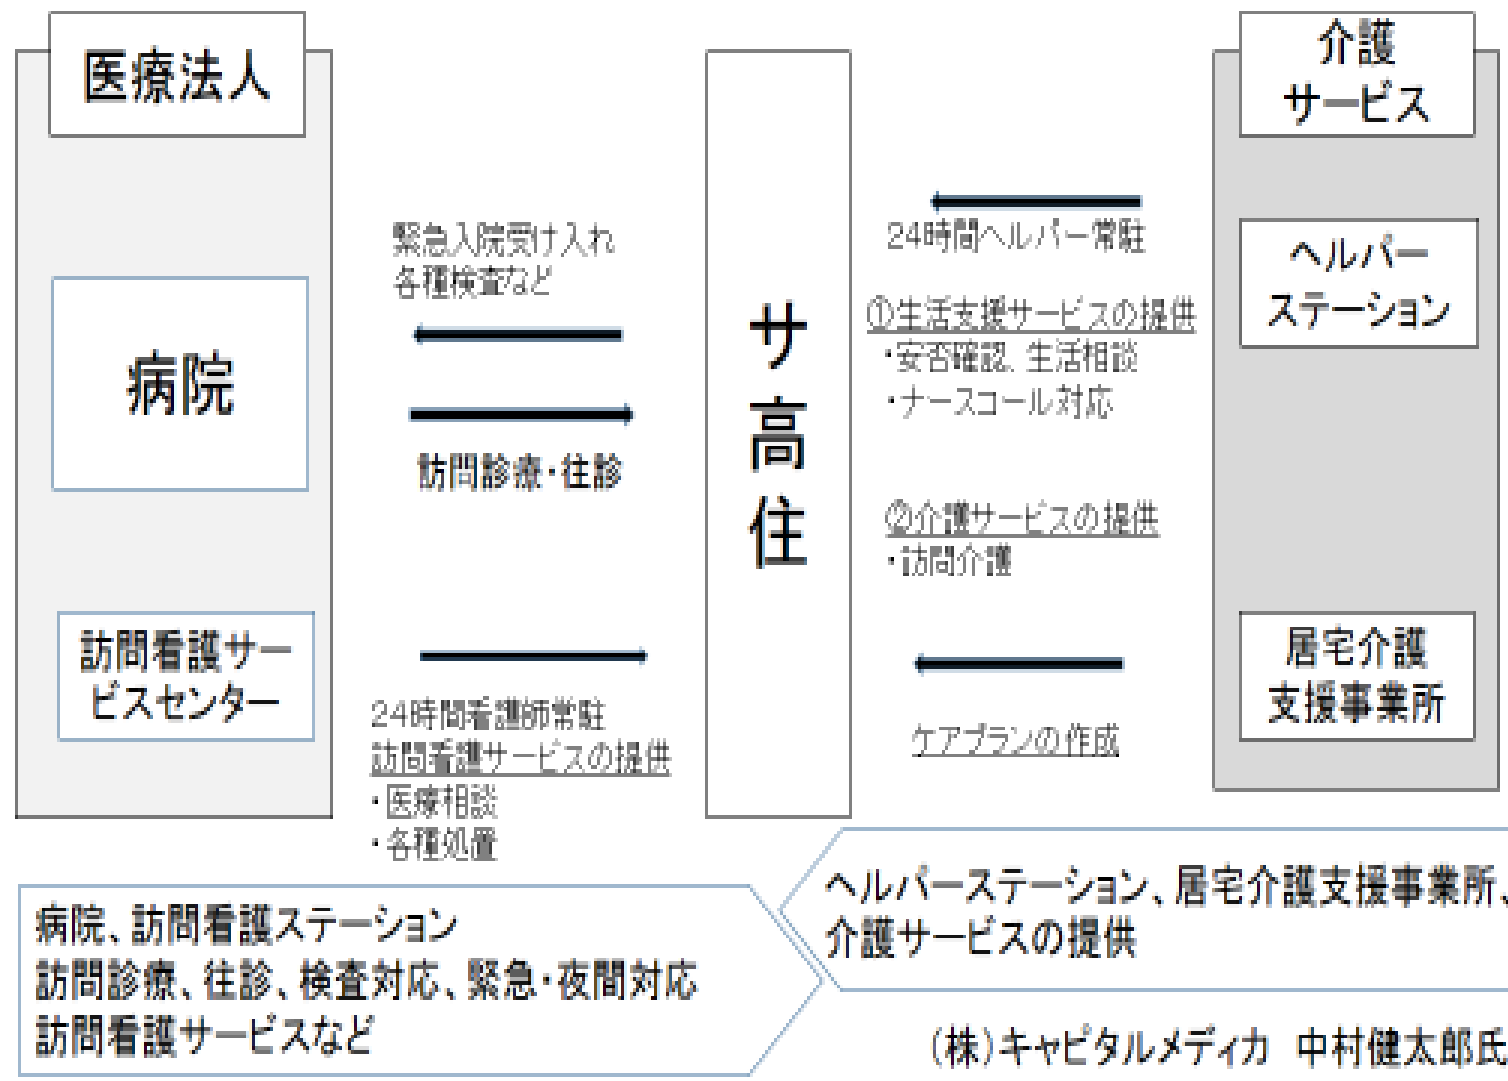 医療法人
病院
訪問看護サー
ビスセンター
緊急入院受け入れ
各種検査など
訪問診療・往診
24時間看護師常駐
訪問看護サービスの提供
・医療相談
・各種処置
サ高住
介護
サービス
24時間ヘルパー常駐
①生活支援サービスの提供
・安否確認、生活相談
・ナースコール対応
②介護サービスの提供
・訪問介護
ケアプランの作成
ヘルパー
ステーション
居宅介護
支援事業所
病院、訪問看護ステーション
訪問診療、往診、検査対応、緊急・夜間対応
訪問看護サービスなど
ヘルパーステーション、居宅介護支援事業所、
介護サービスの提供
(株)キャピタルメディカ 中村健太郎氏